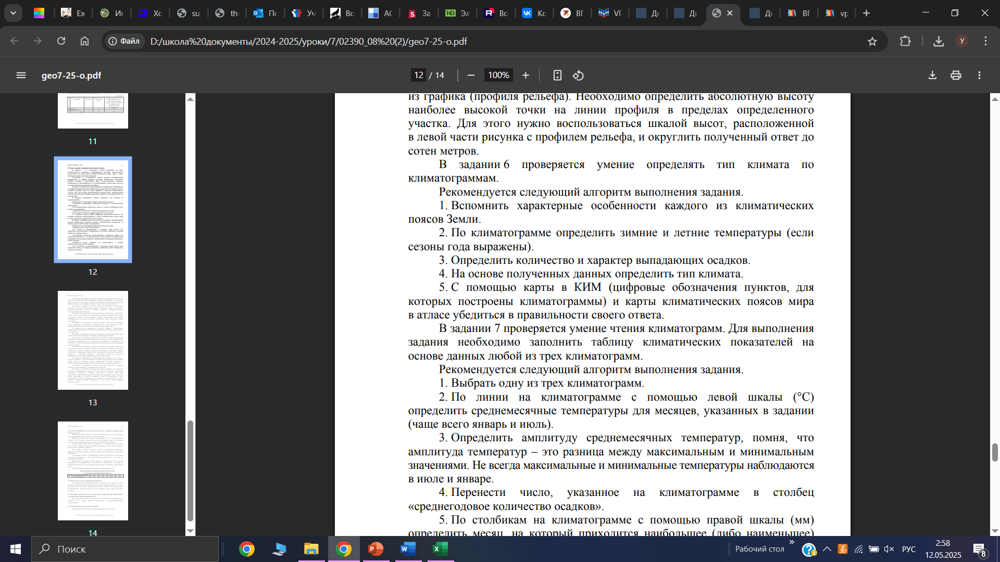 Еж
Ин
Хо
su
the
По
Уч
Во
АС
За
Эл
Во
Ко
ВГ
VF
Де
Де
Де
ВГ
vp
Файл
D:/школа%20документы/2024-2025/уроки/7/02390_08%20(2)/geo7-25-o.pdf
У
geo7-25-o.pdf
12 / 14
100%
11
12
13
14
из графика (профиля рельефа). Необходимо определить абсолютную высоту
наиболее высокой точки на линии профиля в пределах определенного
участка. Для этого нужно воспользоваться шкалой высот, расположенной
в левой части рисунка с профилем рельефа, и округлить полученный ответ до
сотен метров.
В задании 6 проверяется умение определять тип климата по
климатограммам.
Рекомендуется следующий алгоритм выполнения задания.
1. Вспомнить характерные особенности каждого из климатических
поясов Земли.
2. По климатограмме определить зимние и летние температуры (если
сезоны года выражены).
3. Определить количество и характер выпадающих осадков.
4. На основе полученных данных определить тип климата.
5. С помощью карты в КИМ (цифровые обозначения пунктов, для
которых построены климатограммы) и карты климатических поясов мира
в атласе убедиться в правильности своего ответа.
В задании 7 проверяется умение чтения климатограмм. Для выполнения
задания необходимо заполнить таблицу климатических показателей на
основе данных любой из трех климатограмм.
Рекомендуется следующий алгоритм выполнения задания.
1. Выбрать одну из трех климатограмм.
2. По линии на климатограмме с помощью левой шкалы (°С)
определить среднемесячные температуры для месяцев, указанных в задании
(чаще всего январь и июль).
3. Определить амплитуду среднемесячных температур, помня, что
амплитуда температур – это разница между максимальным и минимальным
значениями. Не всегда максимальные и минимальные температуры наблюдаются
в июле и январе.
4. Перенести число, указанное на климатограмме в столбец
«среднегодовое количество осадков».
5. По столбикам на климатограмме с помощью правой шкалы (мм)
определить месяц, на который приходится наибольшее (либо наименьшее)
Поиск
Рабочий стол
РУС
2:58
12.05.2025
8